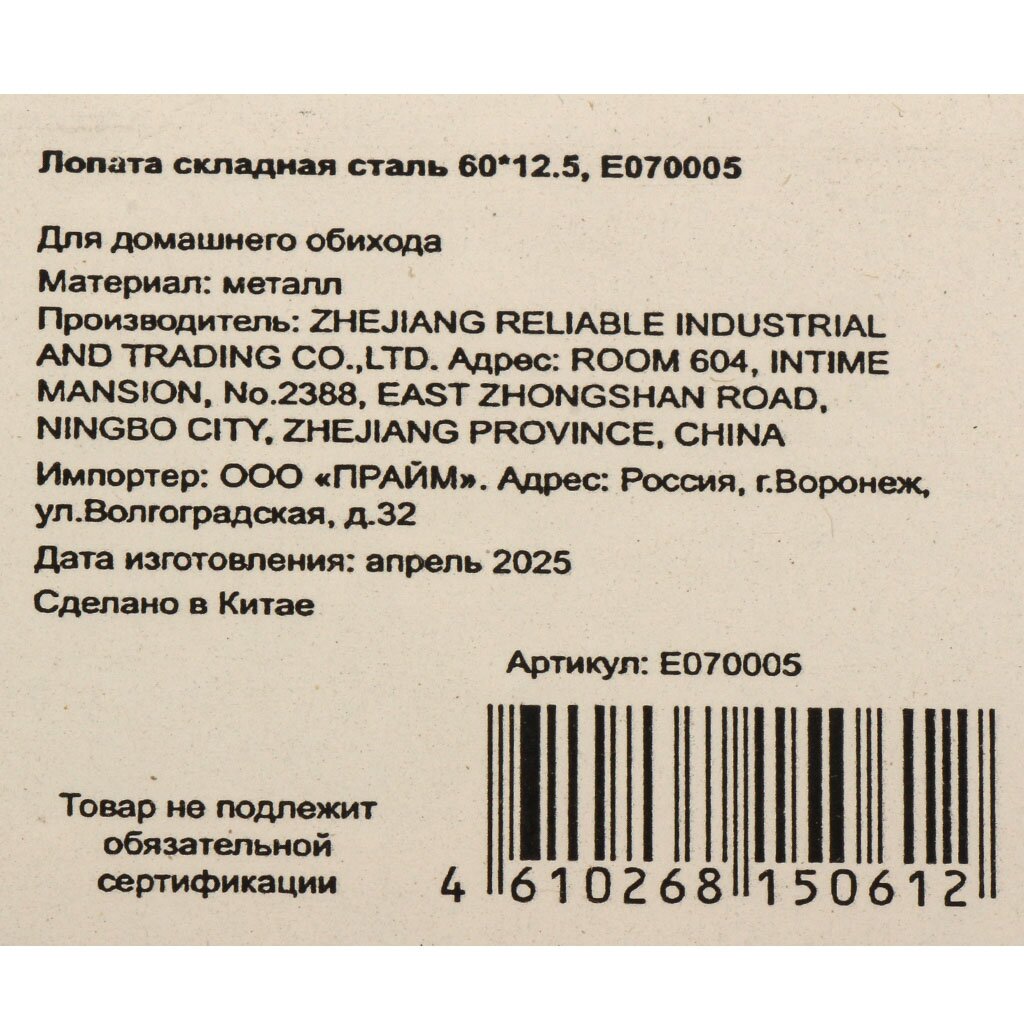 Лопата складная сталь 60*12.5, E070005
Для домашнего обихода
Материал: металл
Производитель: ZHEJIANG RELIABLE INDUSTRIAL
AND TRADING CO.,LTD. Адрес: ROOM 604, INTIME
MANSION, No.2388, EAST ZHONGSHAN ROAD,
NINGBO CITY, ZHEJIANG PROVINCE, CHINA
Импортер: ООО «ПРАЙМ». Адрес: Россия, г.Воронеж,
ул.Волгоградская, д.32
Дата изготовления: апрель 2025
Сделано в Китае
Артикул: E070005
Товар не подлежит
обязательной
сертификации
4 610268 150612